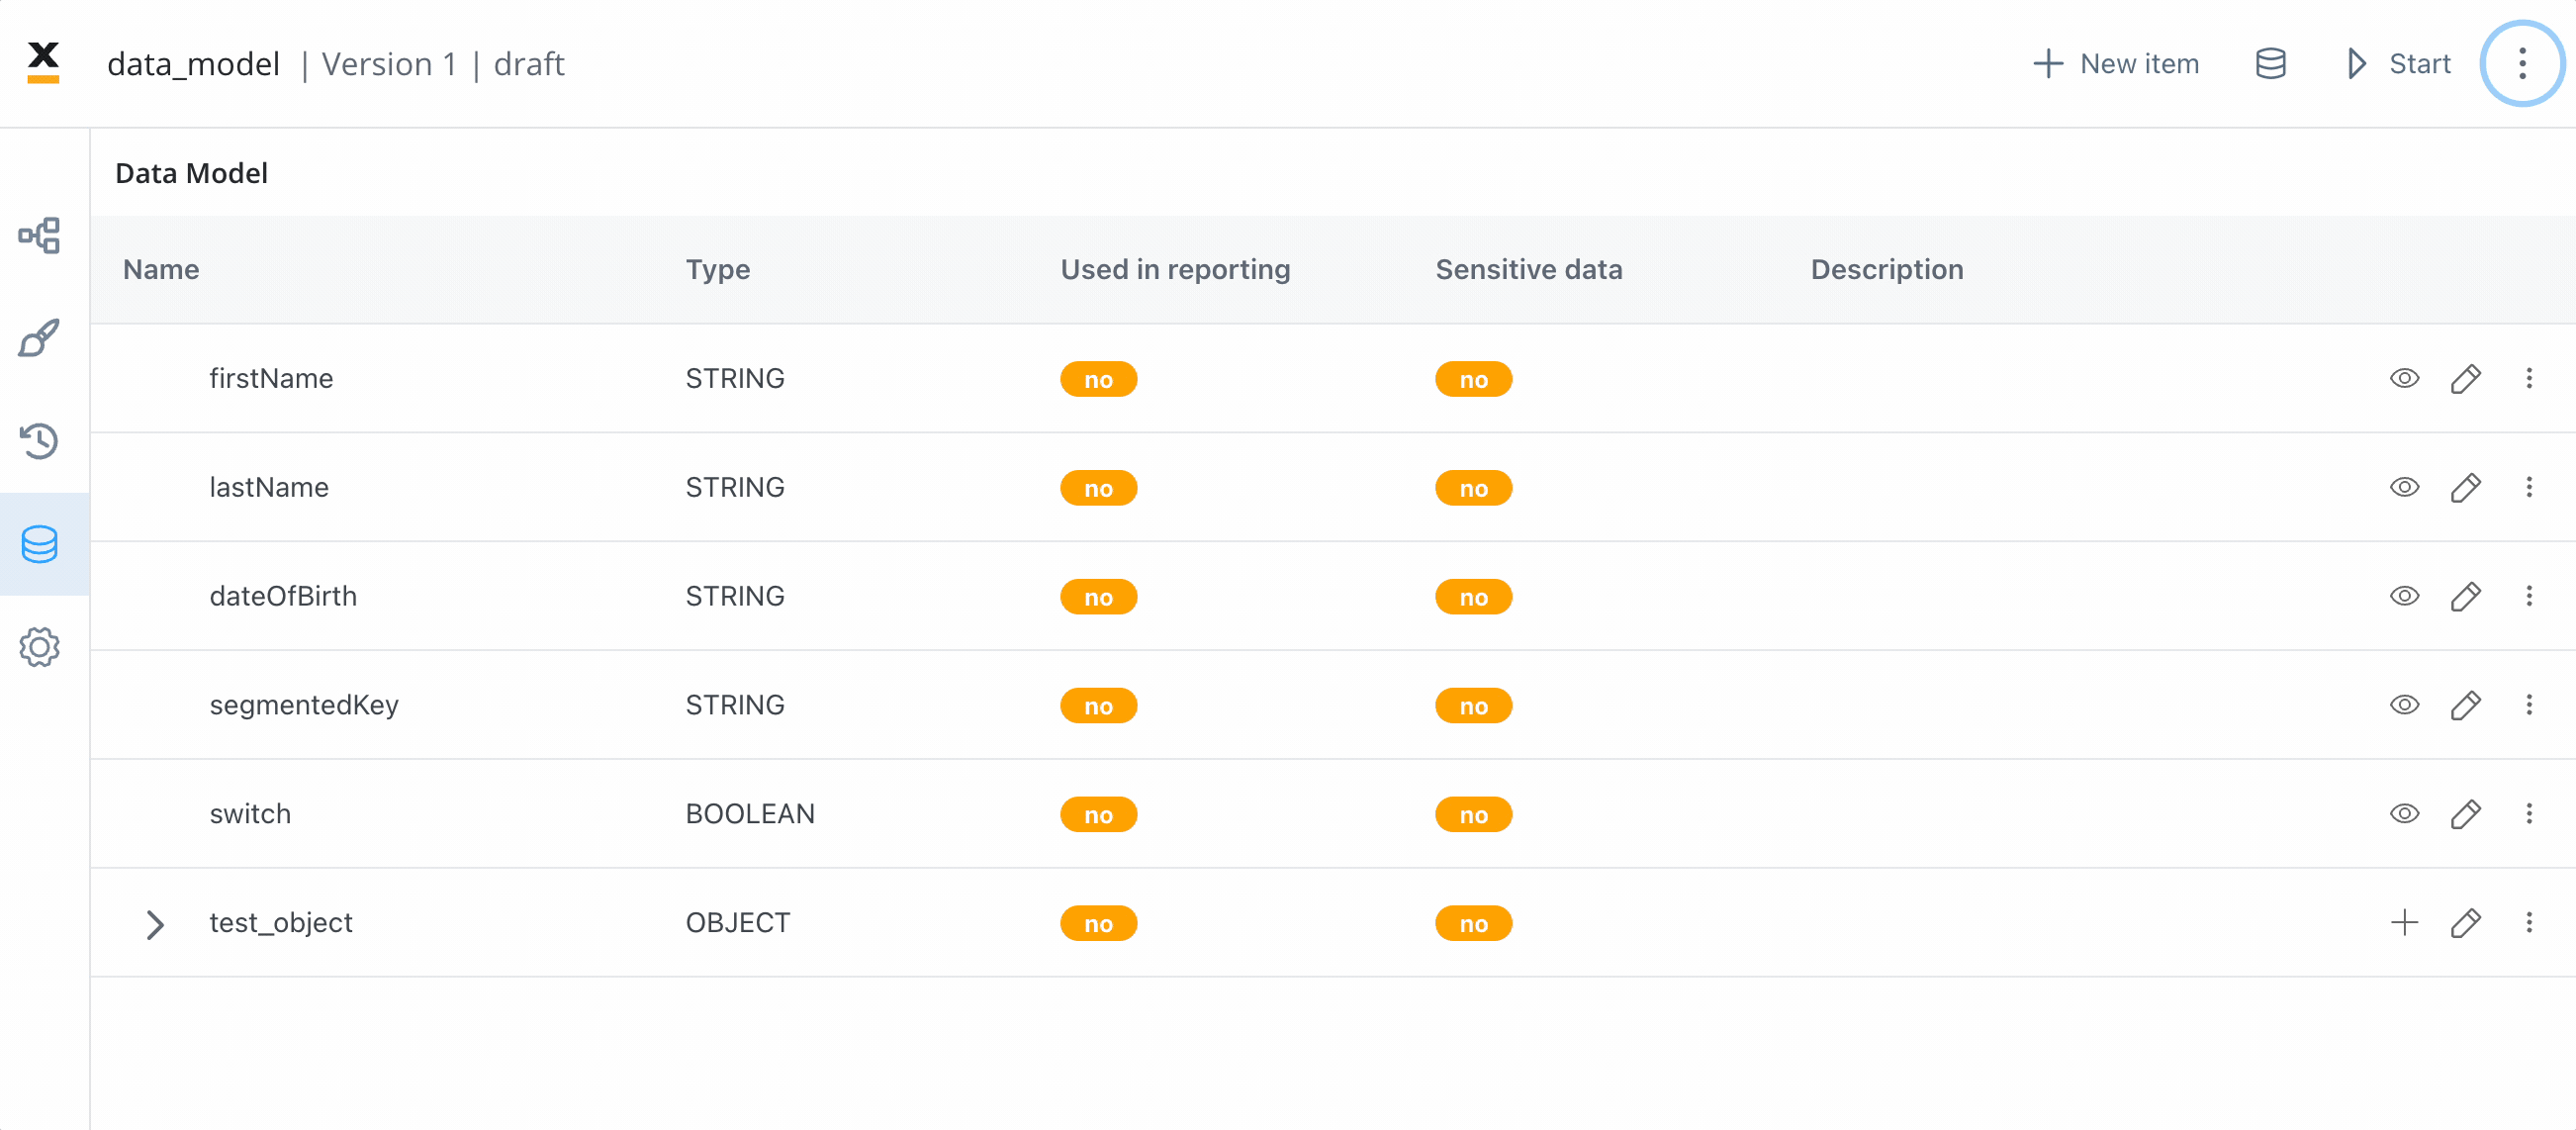 X data_model | Version 1 | draft New item Start
Data Model
Name Type Used in reporting Sensitive data Description
firstName STRING no no
lastName STRING no no
dateOfBirth STRING no no
segmentedKey STRING no no
switch BOOLEAN no no
test_object OBJECT no no